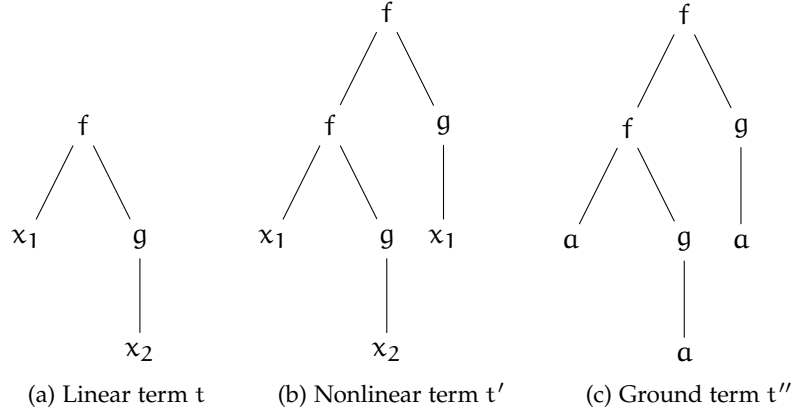 f
f
f
f
f
g
f
g
x₁
g
x₁
g
x₁
a
g
a
x₂
x₂
a
(a) Linear term t
(b) Nonlinear term t′
(c) Ground term t″